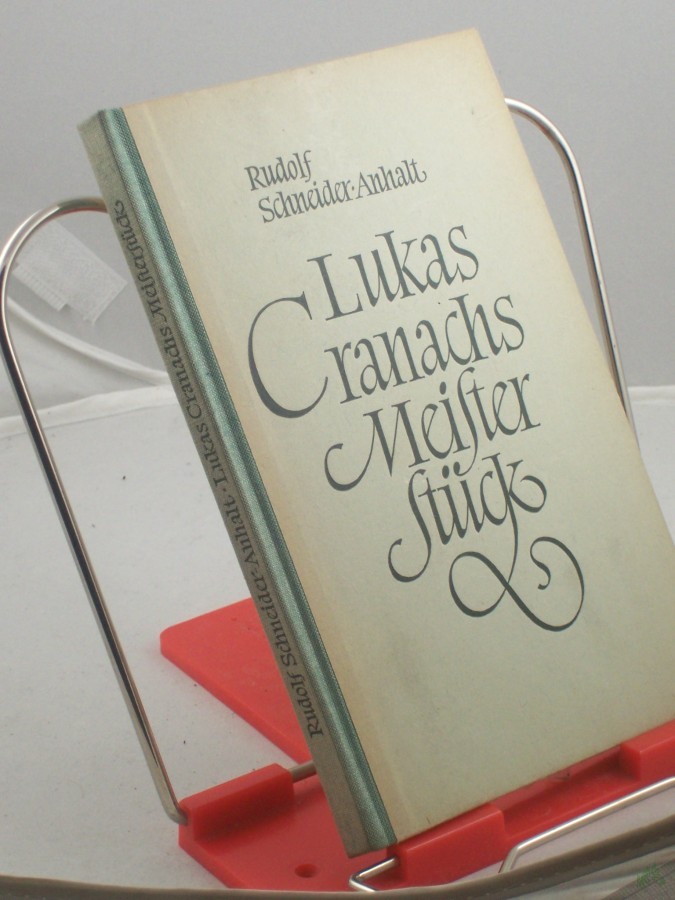 Rudolf
Schneider·Anhalt
Lukas
Cranachs
Meiſter
ſtück
Rudolf Schneider-Anhalt · Lukas Cranachs Meiſterſtück